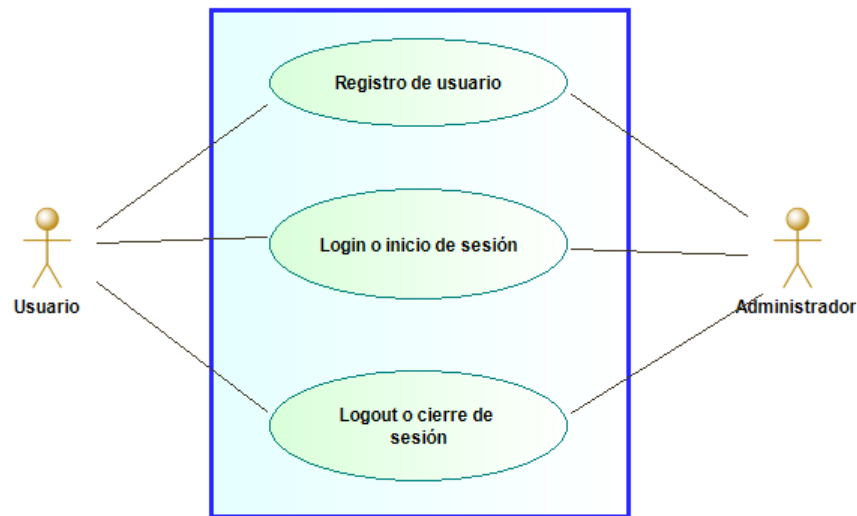 Registro de usuario
Login o inicio de sesión
Usuario
Administrador
Logout o cierre de
sesión